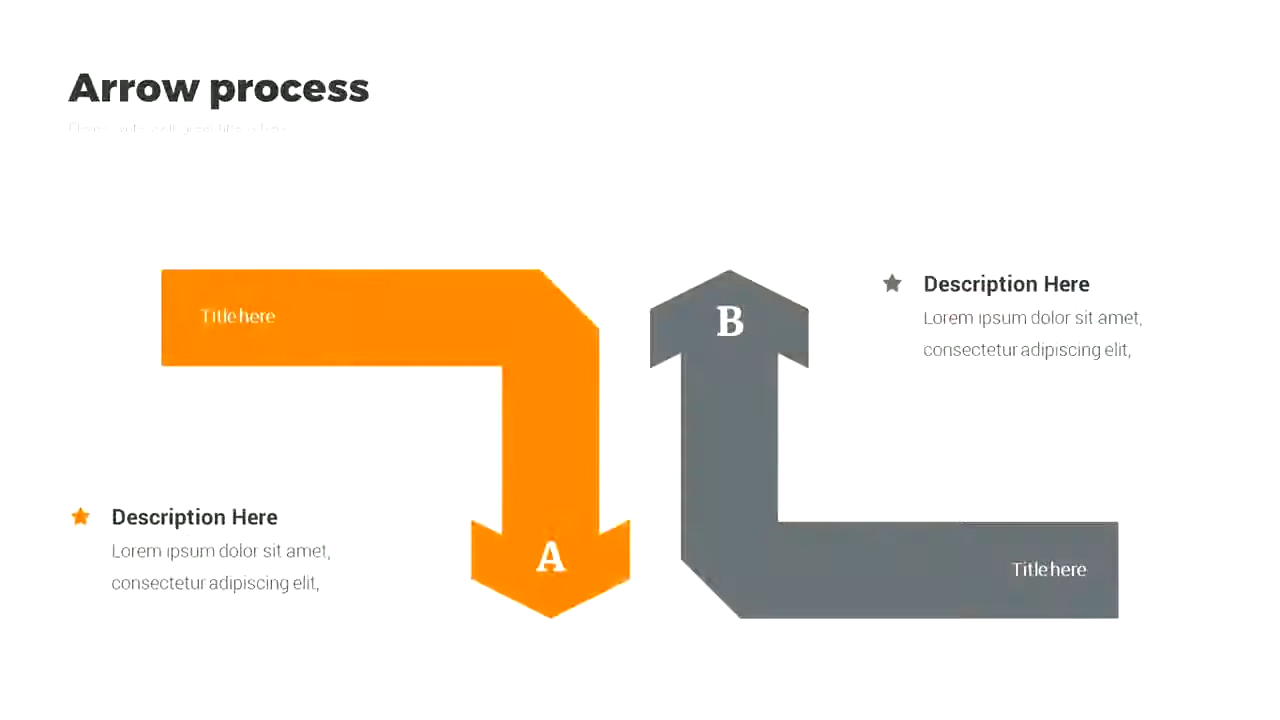 Arrow process
Title here
B
Description Here
Lorem ipsum dolor sit amet,
consectetur adipiscing elit,
Description Here
Lorem ipsum dolor sit amet,
consectetur adipiscing elit,
A
Title here